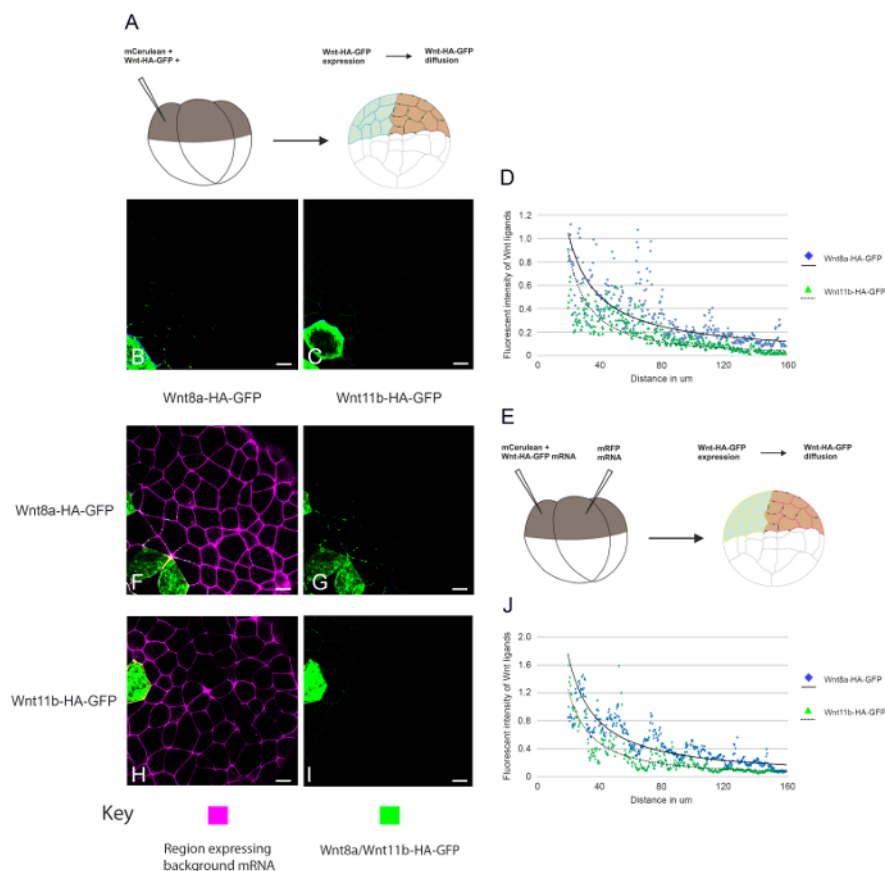 A
mCerulean +
Wnt-HA-GFP +
Wnt-HA-GFP
expression
Wnt-HA-GFP
diffusion
B
C
Wnt8a-HA-GFP
Wnt11b-HA-GFP
D
Fluorescent intensity of Wnt ligands
1.2
1.0
0.8
0.6
0.4
0.2
0
0
40
80
120
160
Distance in um
Wnt8a-HA-GFP
Wnt11b-HA-GFP
E
mCerulean +
Wnt-HA-GFP mRNA
mRFP
mRNA
Wnt-HA-GFP
expression
Wnt-HA-GFP
diffusion
Wnt8a-HA-GFP
F
G
Wnt11b-HA-GFP
H
I
J
Fluorescent intensity of Wnt ligands
2.0
1.6
1.2
0.8
0.4
0
0
40
80
120
160
Distance in um
Wnt8a-HA-GFP
Wnt11b-HA-GFP
Key
Region expressing
background mRNA
Wnt8a/Wnt11b-HA-GFP